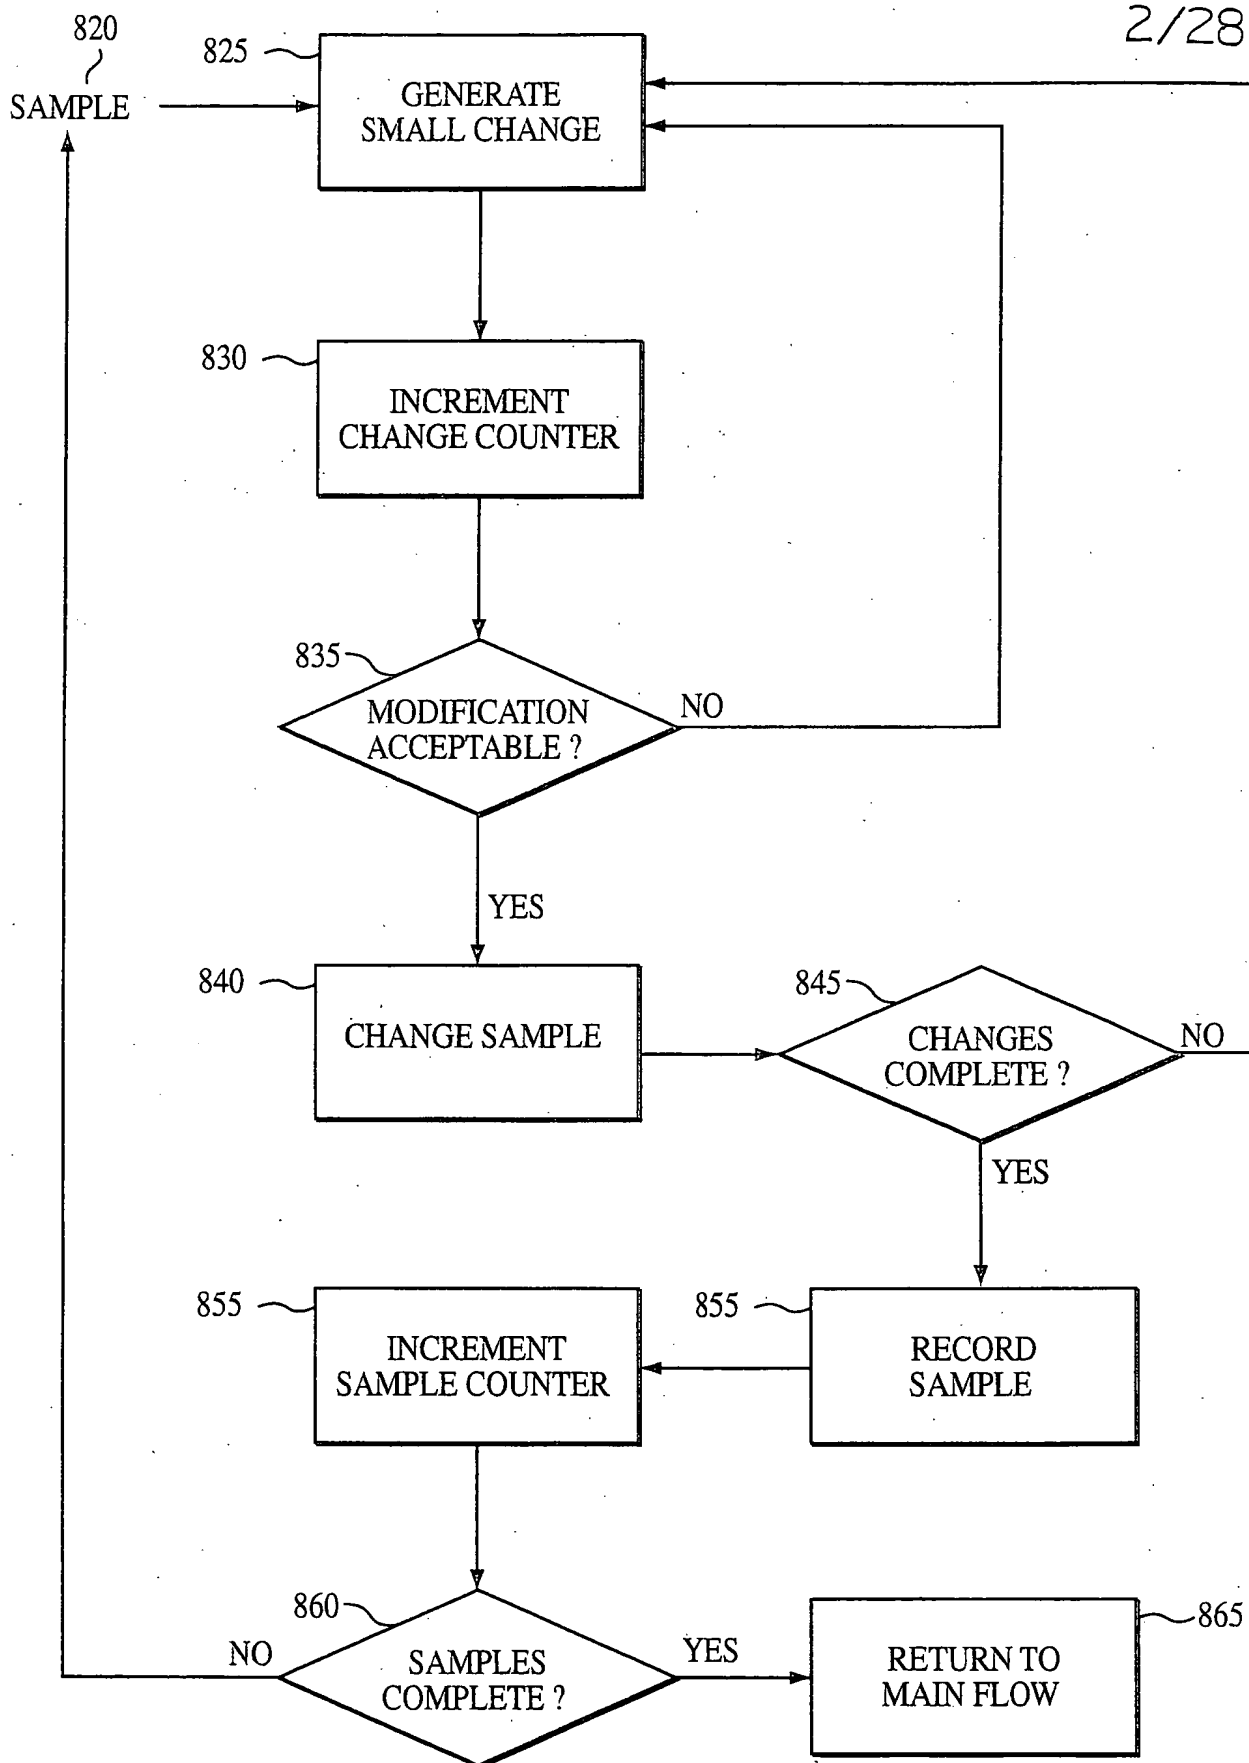 2/28
820
SAMPLE
825
GENERATE
SMALL CHANGE
830
INCREMENT
CHANGE COUNTER
835
MODIFICATION
ACCEPTABLE ?
NO
YES
840
CHANGE SAMPLE
845
CHANGES
COMPLETE ?
NO
YES
855
INCREMENT
SAMPLE COUNTER
855
RECORD
SAMPLE
860
SAMPLES
COMPLETE ?
NO
YES
865
RETURN TO
MAIN FLOW